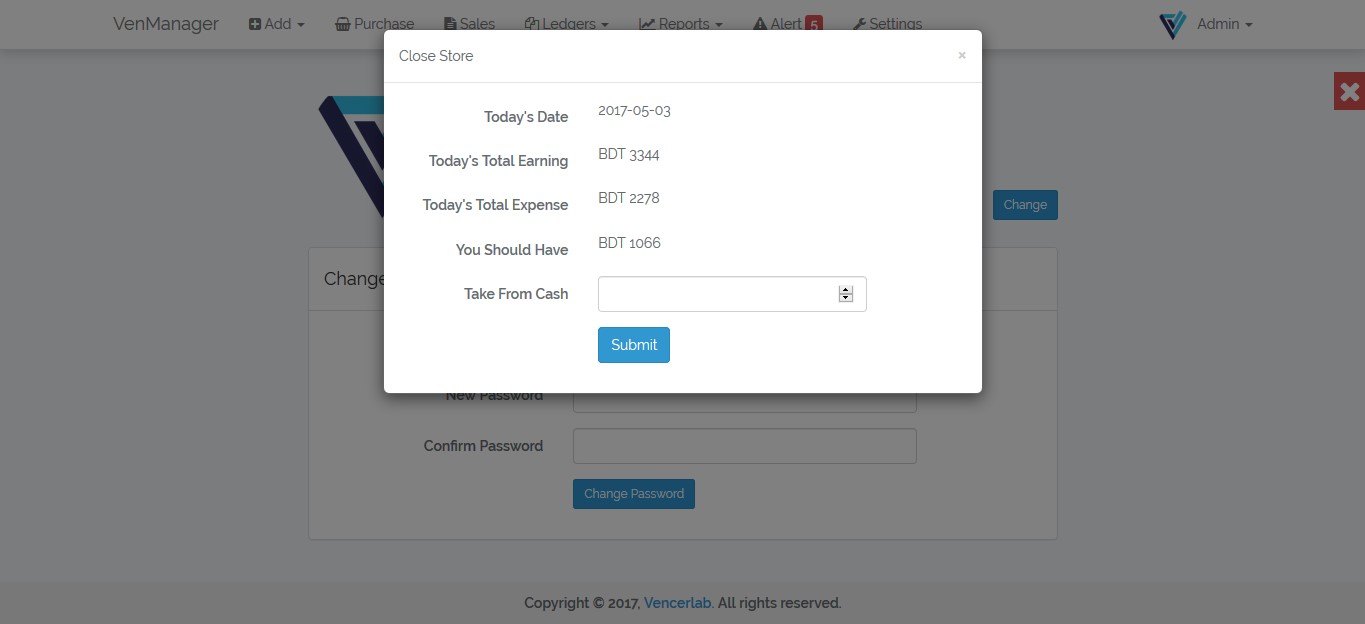 VenManager Add Purchase Sales Ledgers Reports Alert 5 Settings Admin
Close Store ×
Today's Date 2017-05-03
Today's Total Earning BDT 3344
Today's Total Expense BDT 2278
You Should Have BDT 1066
Take From Cash
Submit
Change
Change
New Password
Confirm Password
Change Password
Copyright © 2017, Vencerlab. All rights reserved.